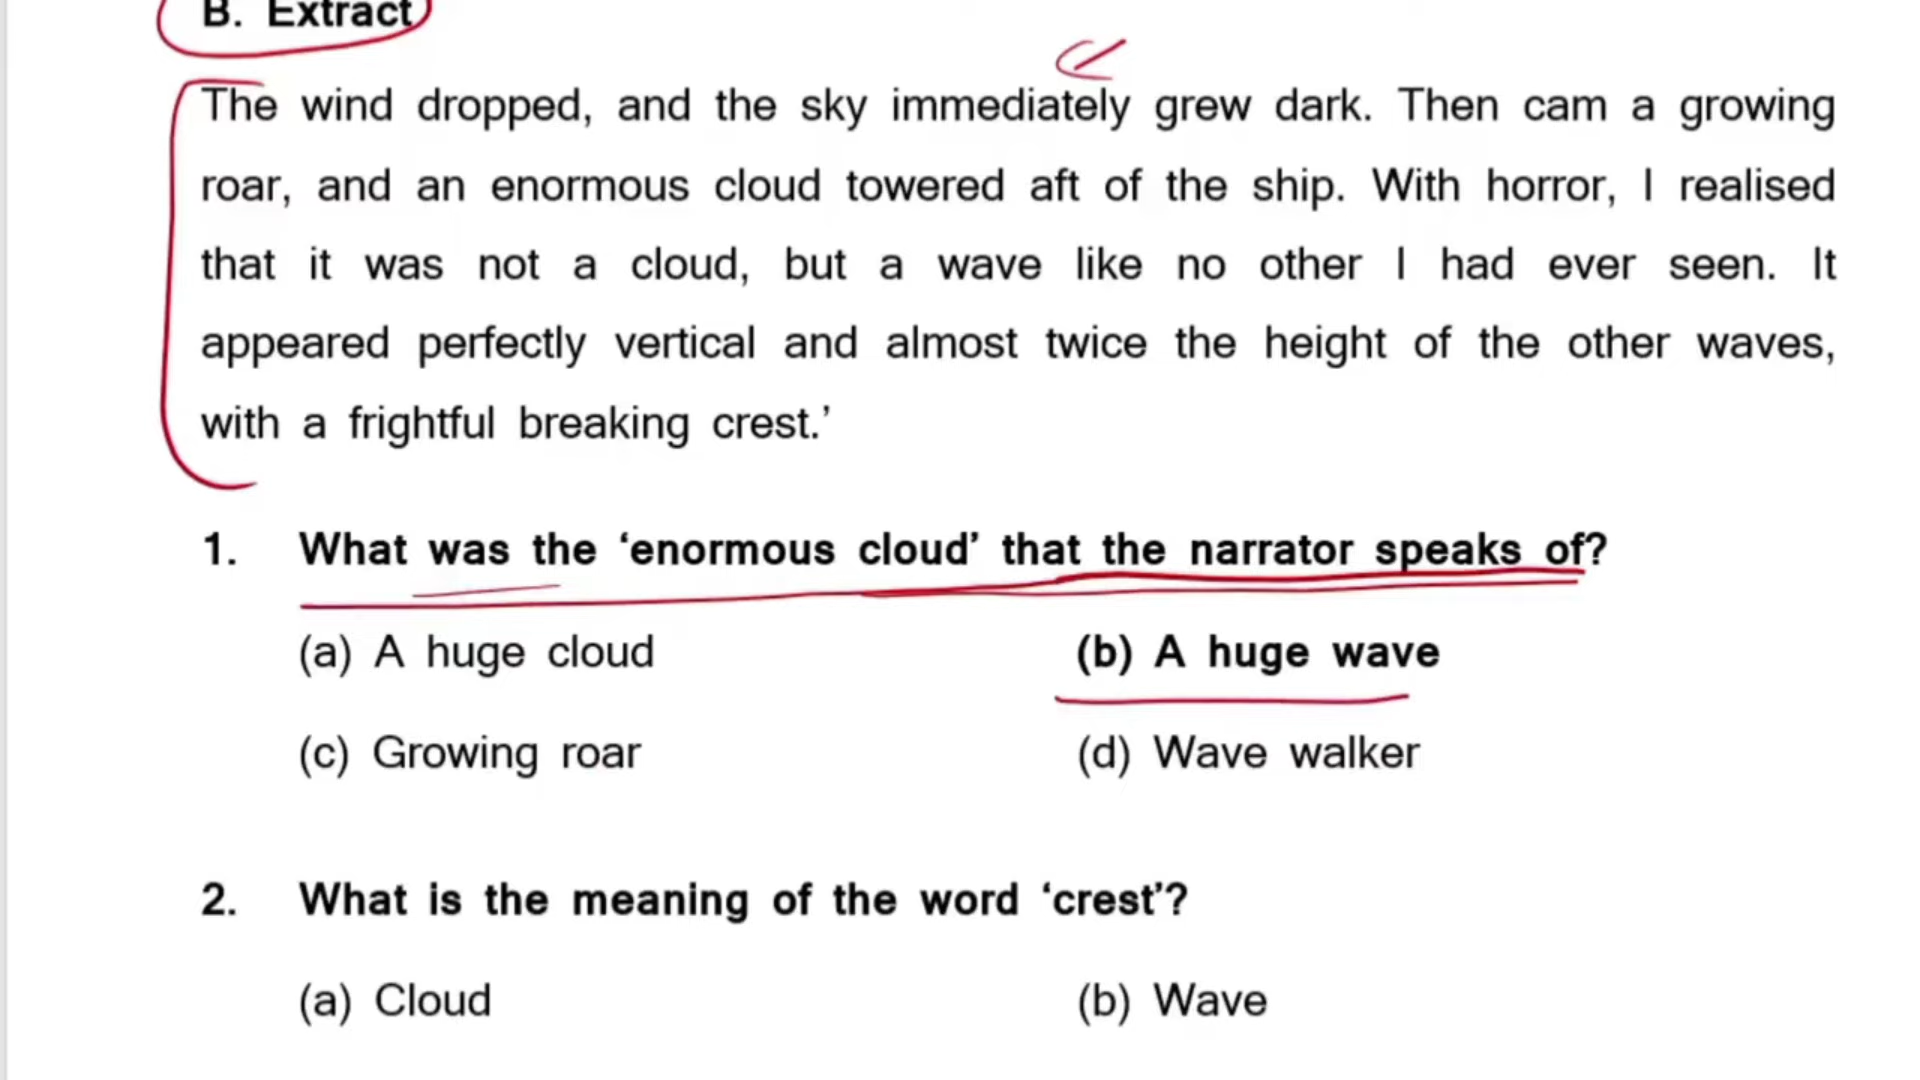 B. Extract
The wind dropped, and the sky immediately grew dark. Then cam a growing
roar, and an enormous cloud towered aft of the ship. With horror, I realised
that it was not a cloud, but a wave like no other I had ever seen. It
appeared perfectly vertical and almost twice the height of the other waves,
with a frightful breaking crest.’
1. What was the ‘enormous cloud’ that the narrator speaks of?
(a) A huge cloud (b) A huge wave
(c) Growing roar (d) Wave walker
2. What is the meaning of the word ‘crest’?
(a) Cloud (b) Wave